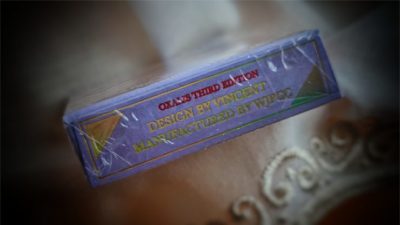 THIRD EDITION
DESIGN BY VINCENT
MANUFACTURED BY WJPCC